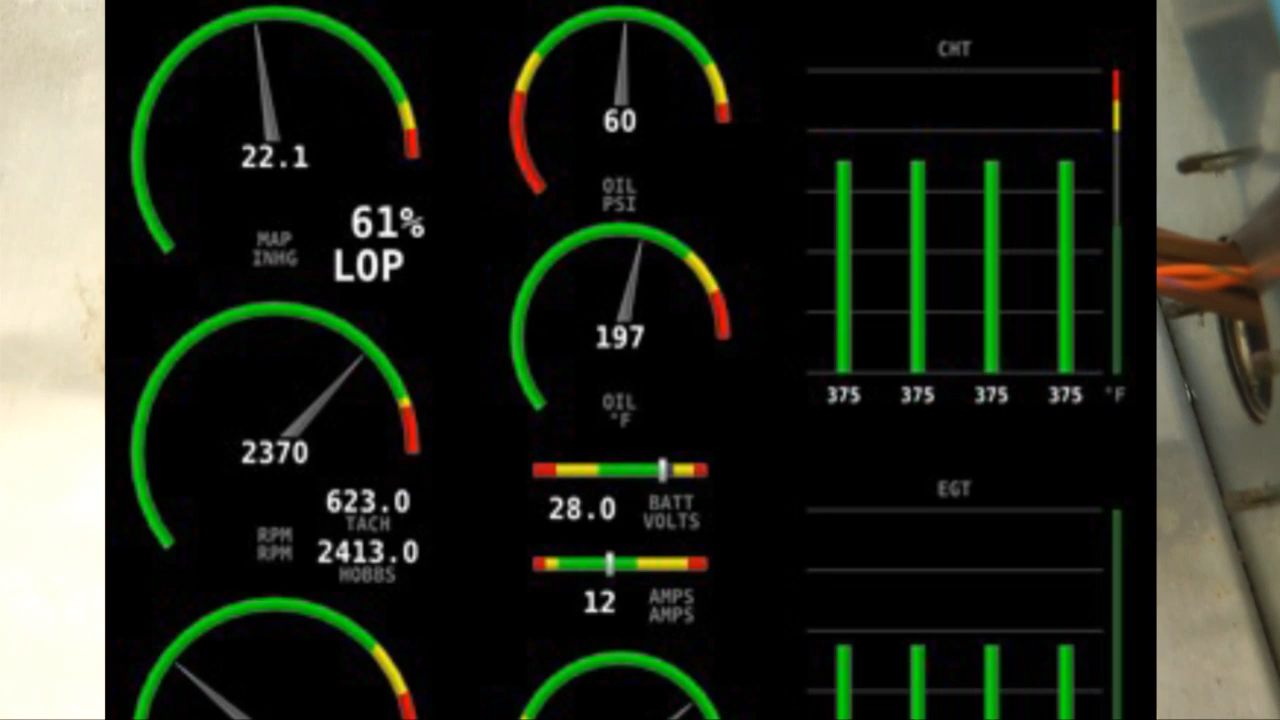 22.1
MAP
INHG
61%
LOP
2370
RPM
RPM
623.0
TACH
2413.0
HOBBS
60
OIL
PSI
197
OIL
°F
28.0
BATT
VOLTS
12
AMPS
AMPS
CHT
375 375 375 375 °F
EGT